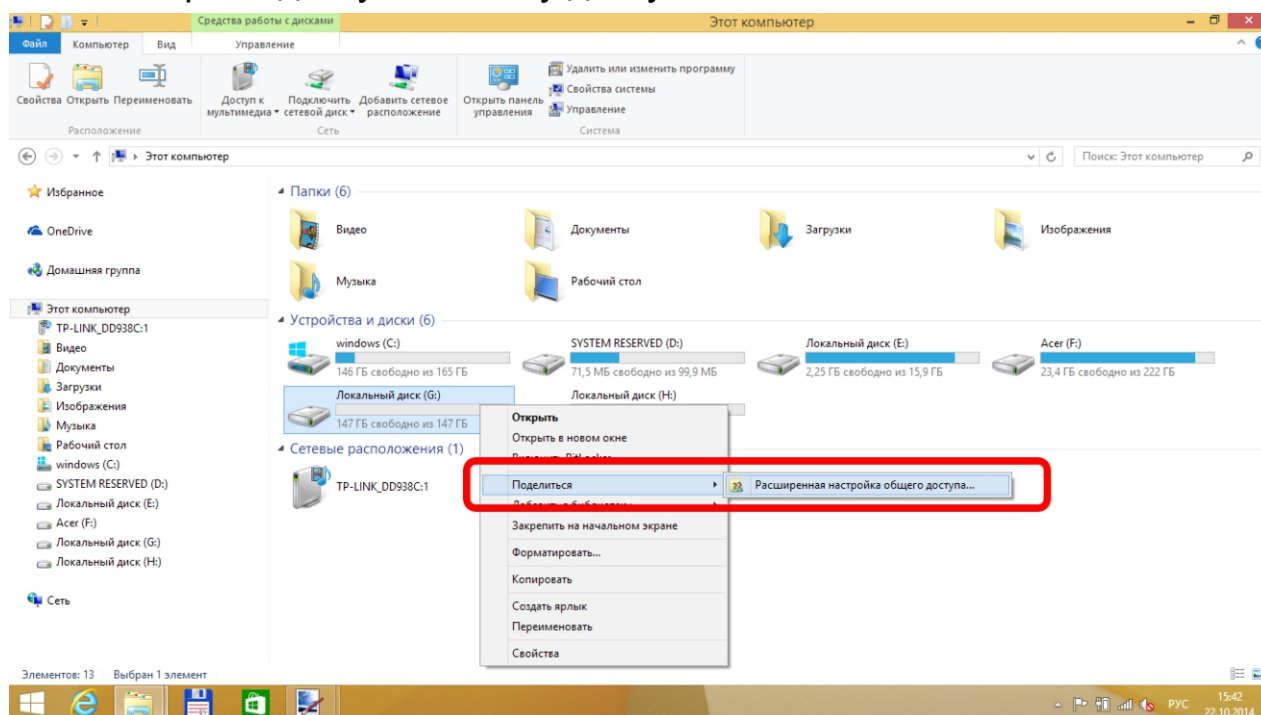 Средства работы с дисками
Этот компьютер
Файл
Компьютер
Вид
Управление
Свойства
Открыть
Переименовать
Доступ к мультимедиа
Подключить сетевой диск
Добавить сетевое расположение
Открыть панель управления
Удалить или изменить программу
Свойства системы
Управление
Расположение
Сеть
Система
Этот компьютер
Поиск: Этот компьютер
Избранное
OneDrive
Домашняя группа
Этот компьютер
TP-LINK_DD938C:1
Видео
Документы
Загрузки
Изображения
Музыка
Рабочий стол
windows (C:)
SYSTEM RESERVED (D:)
Локальный диск (E:)
Acer (F:)
Локальный диск (G:)
Локальный диск (H:)
Сеть
Папки (6)
Видео
Документы
Загрузки
Изображения
Музыка
Рабочий стол
Устройства и диски (6)
windows (C:)
146 ГБ свободно из 165 ГБ
SYSTEM RESERVED (D:)
71,5 МБ свободно из 99,9 МБ
Локальный диск (E:)
2,25 ГБ свободно из 15,9 ГБ
Acer (F:)
23,4 ГБ свободно из 222 ГБ
Локальный диск (G:)
147 ГБ свободно из 147 ГБ
Локальный диск (H:)
Сетевые расположения (1)
TP-LINK_DD938C:1
Открыть
Открыть в новом окне
Поделиться
Расширенная настройка общего доступа...
Закрепить на начальном экране
Форматировать...
Копировать
Создать ярлык
Переименовать
Свойства
Элементов: 13
Выбран 1 элемент
РУС
15:42
22.10.2014